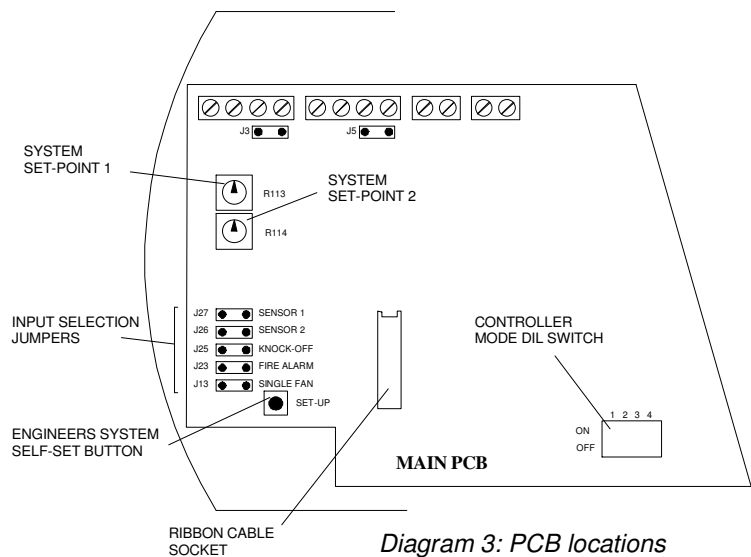 J3
J5
SYSTEM
SET-POINT 1
SYSTEM
SET-POINT 2
R113
R114
INPUT SELECTION
JUMPERS
J27 SENSOR 1
J26 SENSOR 2
J25 KNOCK-OFF
J23 FIRE ALARM
J13 SINGLE FAN
SET-UP
CONTROLLER
MODE DIL SWITCH
1 2 3 4
ON
OFF
ENGINEERS SYSTEM
SELF-SET BUTTON
MAIN PCB
RIBBON CABLE
SOCKET
Diagram 3: PCB locations